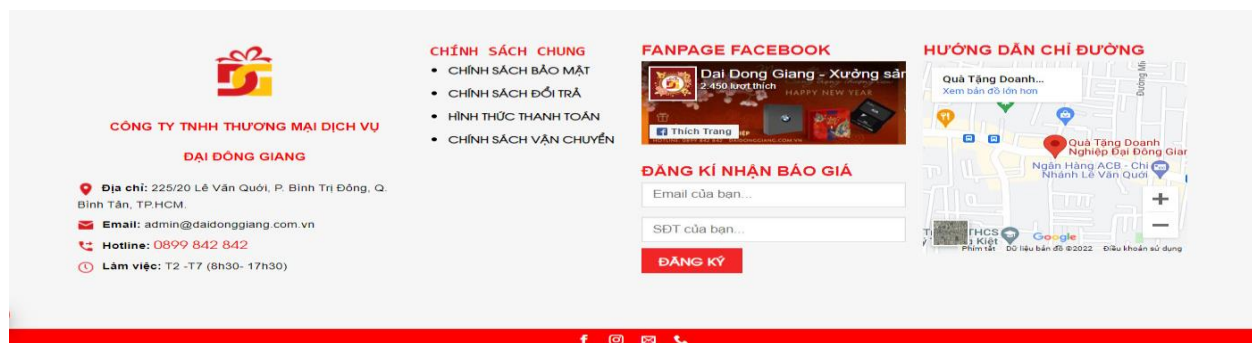 CÔNG TY TNHH THƯƠNG MẠI DỊCH VỤ
ĐẠI ĐÔNG GIANG
Địa chỉ: 225/20 Lê Văn Quới, P. Bình Trị Đông, Q.
Bình Tân, TP.HCM.
Email: admin@daidonggiang.com.vn
Hotline: 0899 842 842
Làm việc: T2 -T7 (8h30- 17h30)
CHÍNH SÁCH CHUNG
CHÍNH SÁCH BẢO MẬT
CHÍNH SÁCH ĐỔI TRẢ
HÌNH THỨC THANH TOÁN
CHÍNH SÁCH VẬN CHUYỂN
FANPAGE FACEBOOK
Dai Dong Giang - Xưởng sản
2.450 lượt thích
HAPPY NEW YEAR
Thích Trang
ĐĂNG KÍ NHẬN BÁO GIÁ
Email của bạn...
SĐT của bạn...
ĐĂNG KÝ
HƯỚNG DẪN CHỈ ĐƯỜNG
Quà Tặng Doanh...
Xem bản đồ lớn hơn
Quà Tặng Doanh
Nghiệp Đại Đông Giang
Ngân Hàng ACB - Chi
Nhánh Lê Văn Quới
THCS
Kiệt
Google
Phím tắt Dữ liệu bản đồ ©2022 Điều khoản sử dụng